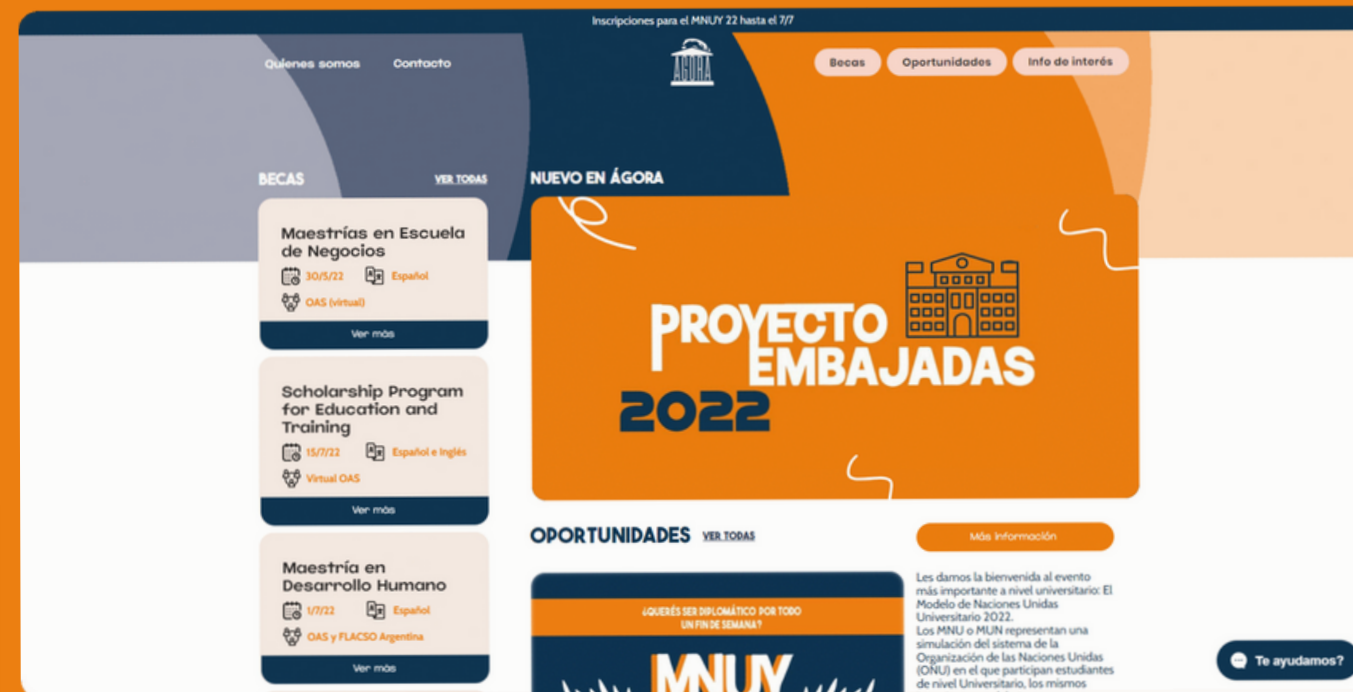 Inscripciones para el MNUY 22 hasta el 7/7
Quienes somos
Contacto
ÁGORA
Becas
Oportunidades
Info de interés
BECAS
VER TODAS
Maestrías en Escuela
de Negocios
30/5/22
Español
OAS (virtual)
Ver más
Scholarship Program
for Education and
Training
15/7/22
Español e Inglés
Virtual OAS
Ver más
Maestría en
Desarrollo Humano
1/7/22
Español
OAS y FLACSO Argentina
Ver más
NUEVO EN ÁGORA
PROYECTO
EMBAJADAS
2022
OPORTUNIDADES
VER TODAS
¿QUERÉS SER DIPLOMÁTICO POR TODO
UN FIN DE SEMANA?
MNUY
Más información
Les damos la bienvenida al evento
más importante a nivel universitario: El
Modelo de Naciones Unidas
Universitario 2022.
Los MNU o MUN representan una
simulación del sistema de la
Organización de las Naciones Unidas
(ONU) en el que participan estudiantes
de nivel Universitario, los mismos
Te ayudamos?